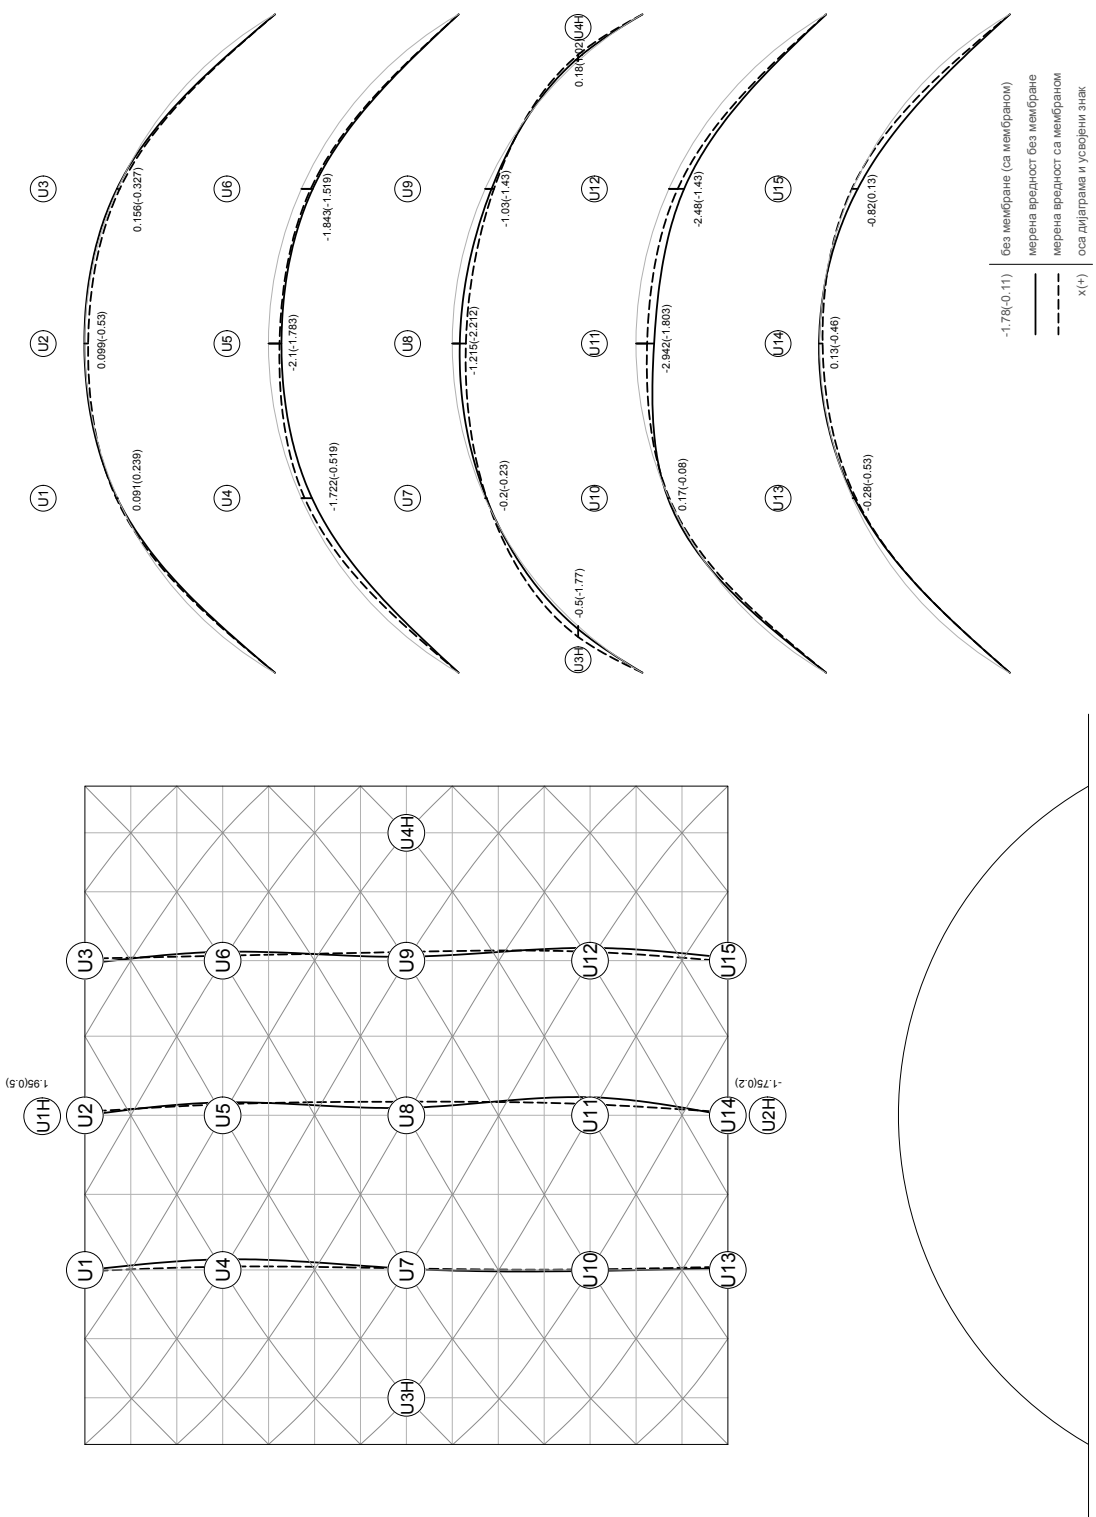 U3
U6
U9
U12
U15
U4H
0.156(-0.327)
-1.843(-1.519)
-1.03(-1.43)
-2.48(-1.43)
-0.82(0.13)
U2
U5
U8
U11
U14
0.099(-0.53)
-2.1(-1.783)
-1.215(-2.212)
-2.942(-1.803)
0.13(-0.46)
U1
U4
U7
U10
U13
0.091(0.239)
-1.722(-0.519)
-0.2(-0.23)
0.17(-0.08)
-0.28(-0.53)
U3H
-0.5(-1.77)
-1.78(-0.11) без мембране (са мембраном)
мерена вредност без мембране
мерена вредност са мембраном
x(+) оса дијаграма и усвојени знак
U4H
U3
U6
U9
U12
U15
1.95(0.5)
U1H
U2
U5
U8
U11
U14
U2H
-1.75(0.2)
U1
U4
U7
U10
U13
U3H